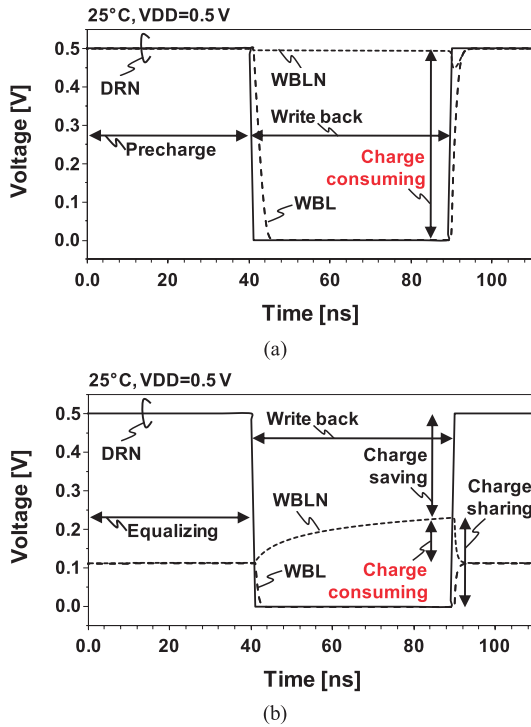 25°C, VDD=0.5 V
Voltage [V]
0.5
0.4
0.3
0.2
0.1
0.0
DRN
WBLN
Write back
Precharge
Charge
consuming
WBL
0.0
20
40
60
80
100
Time [ns]
(a)
25°C, VDD=0.5 V
Voltage [V]
0.5
0.4
0.3
0.2
0.1
0.0
DRN
Write back
Charge
saving
Charge
sharing
WBLN
Equalizing
WBL
Charge
consuming
0.0
20
40
60
80
100
Time [ns]
(b)